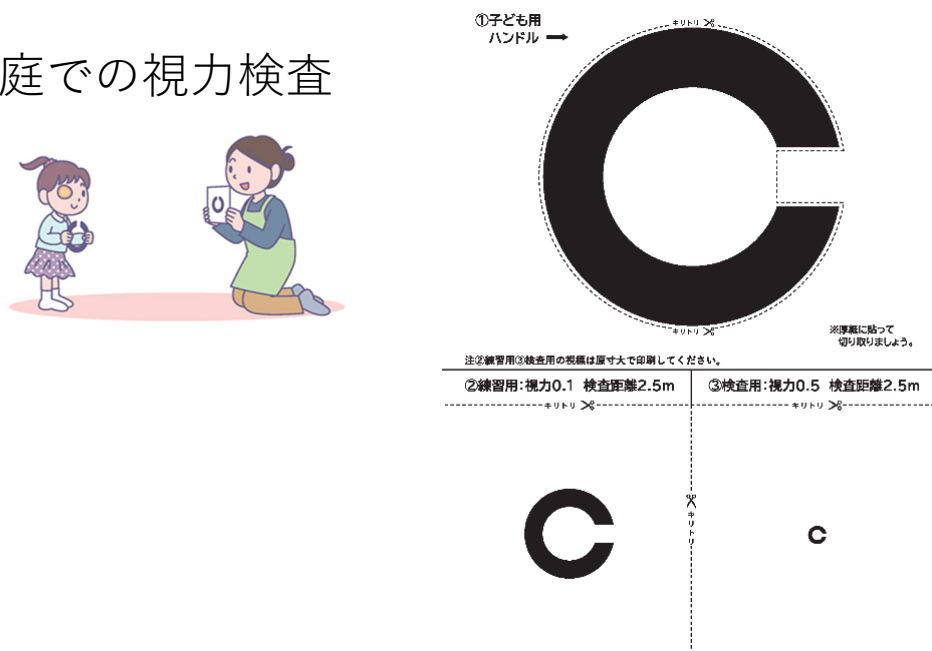 庭での視力検査
①子ども用
ハンドル
キリトリ
キリトリ
※厚紙に貼って
切り取りましょう。
注②練習用③検査用の視標は原寸大で印刷してください。
②練習用：視力0.1 検査距離2.5m
③検査用：視力0.5 検査距離2.5m
キリトリ
キリトリ
キリトリ